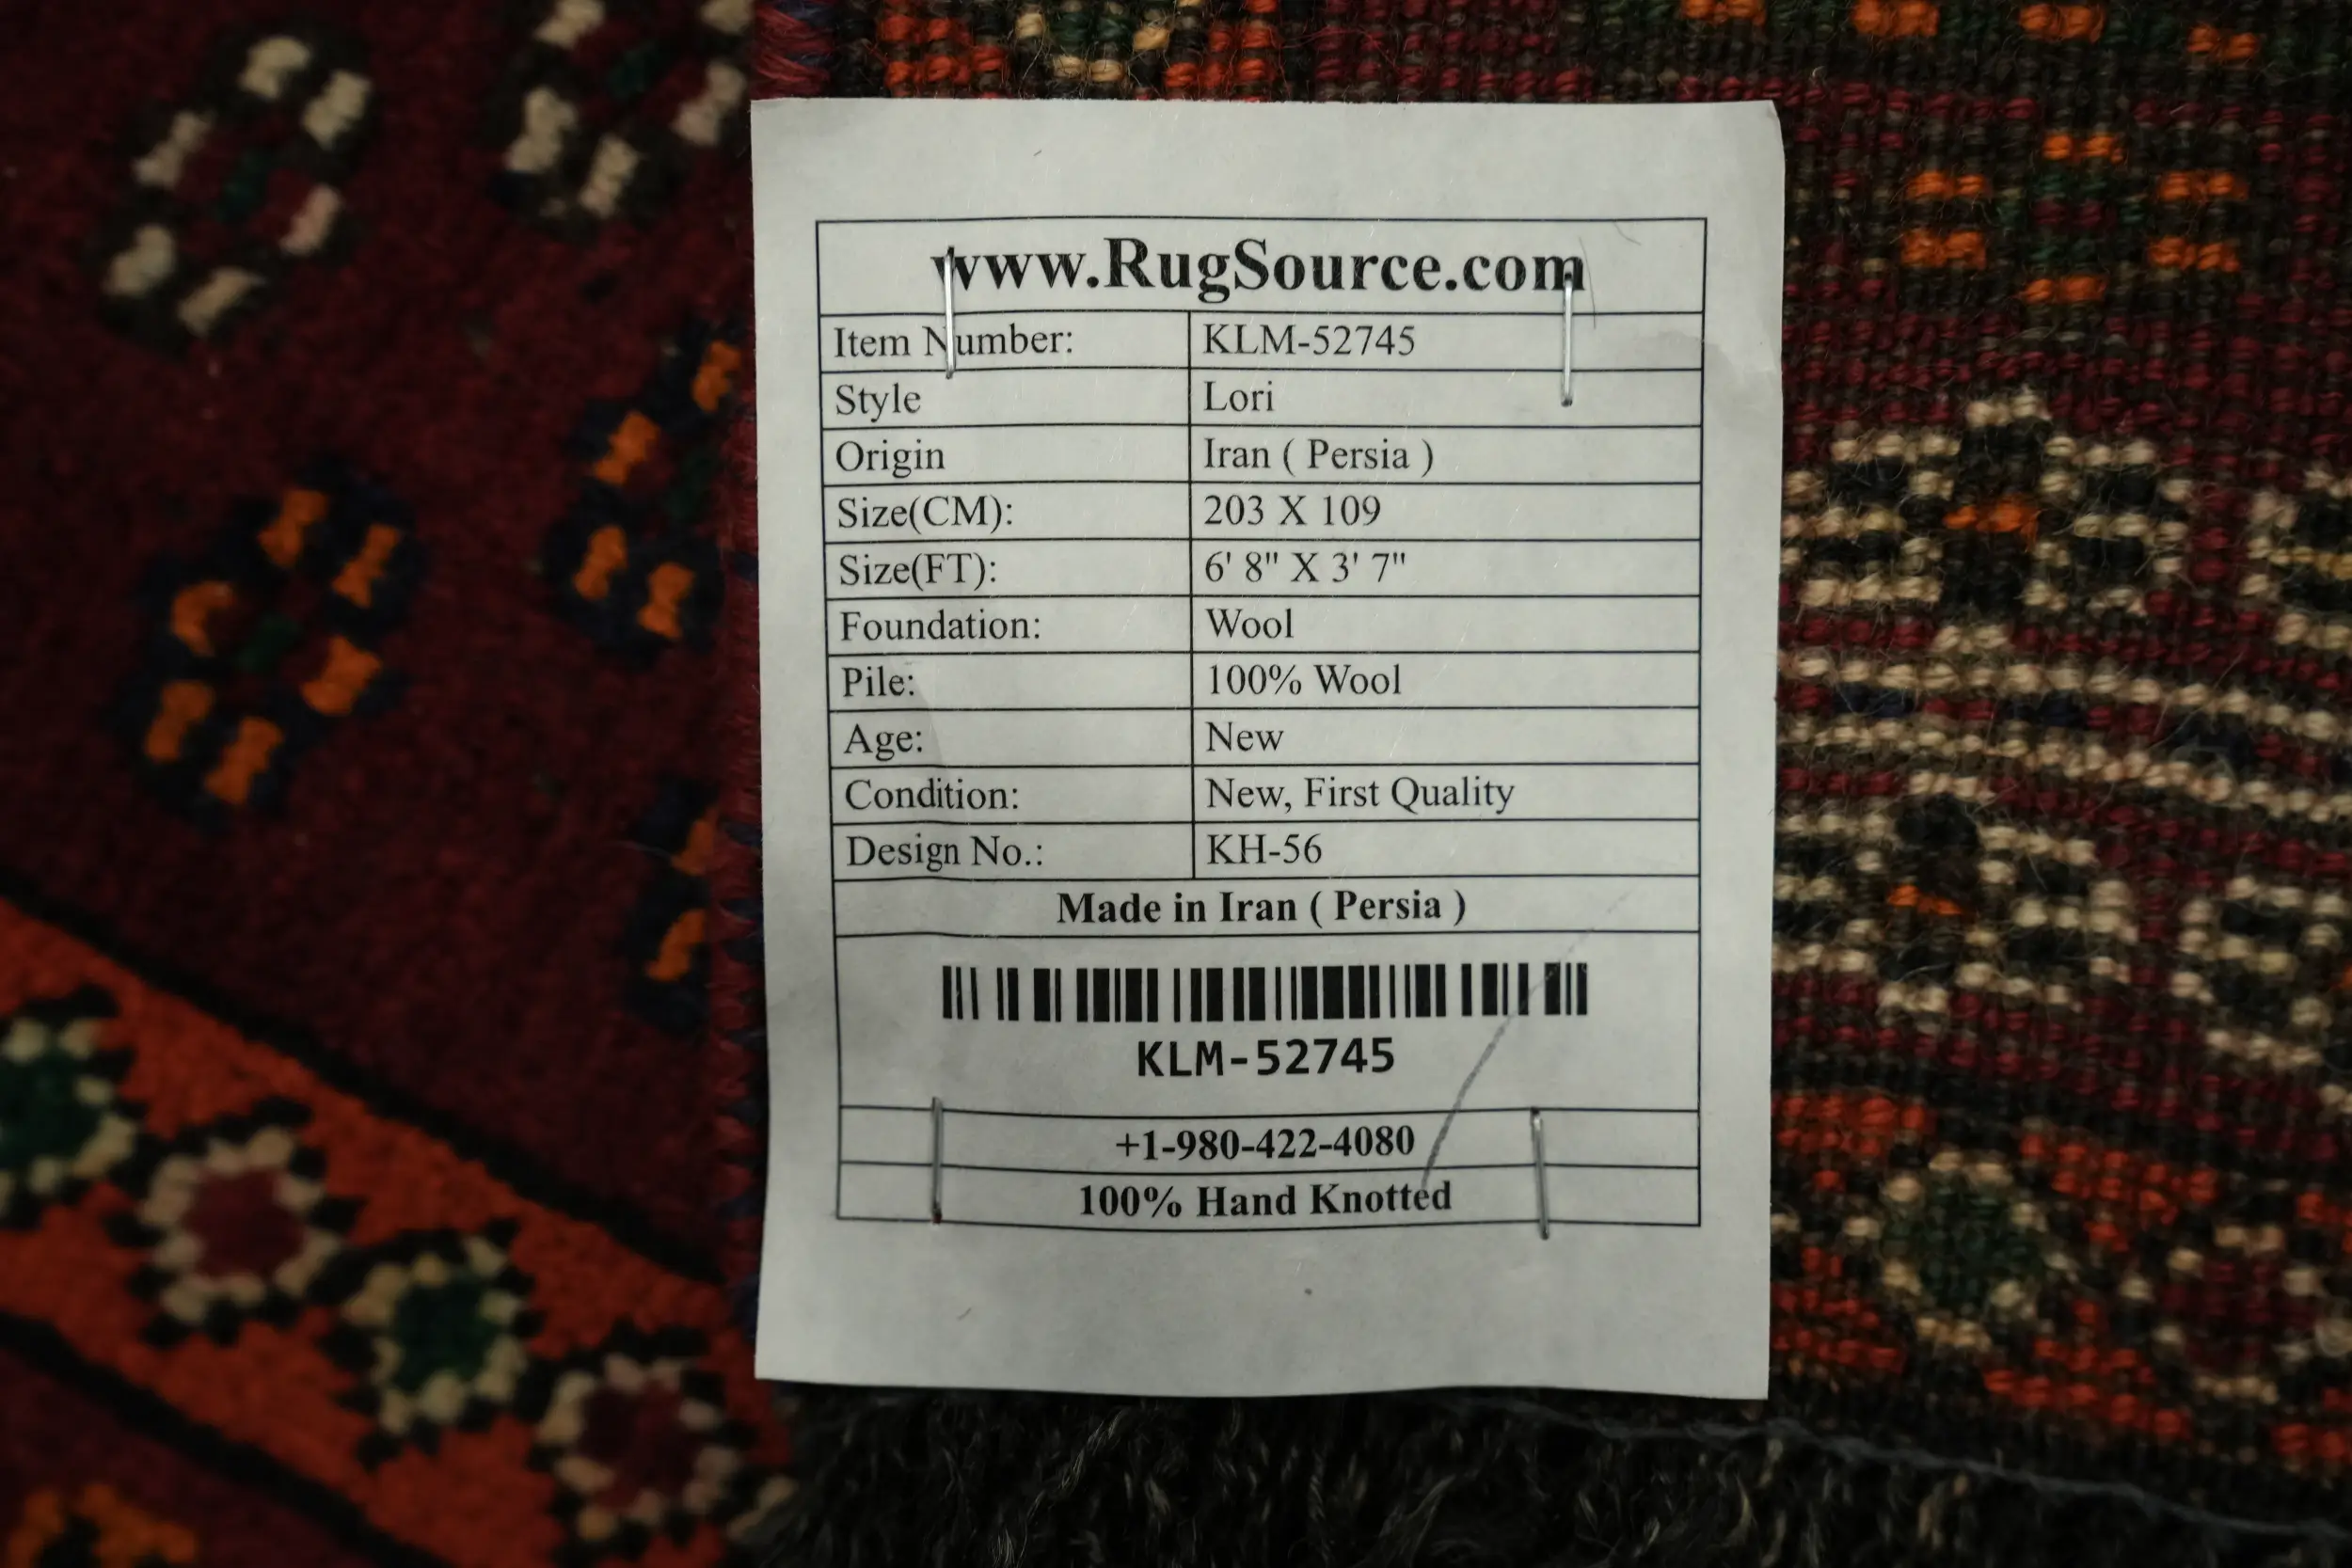 www.RugSource.com
Item Number: KLM-52745
Style Lori
Origin Iran ( Persia )
Size(CM): 203 X 109
Size(FT): 6' 8" X 3' 7"
Foundation: Wool
Pile: 100% Wool
Age: New
Condition: New, First Quality
Design No.: KH-56
Made in Iran ( Persia )
KLM-52745
+1-980-422-4080
100% Hand Knotted